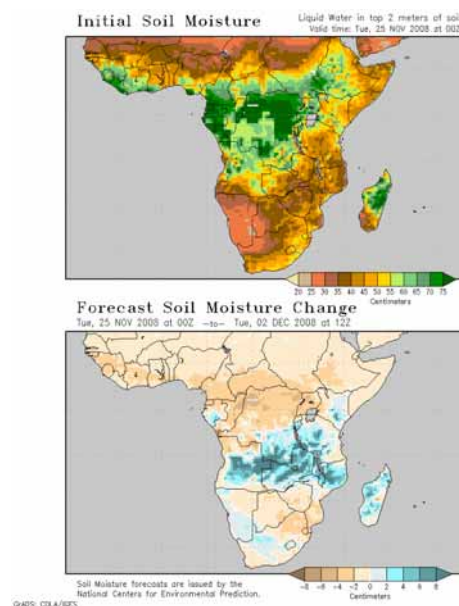 Initial Soil Moisture
Liquid Water in top 2 meters of soil
Valid time: Tue, 25 NOV 2008 at 00Z
20 25 30 35 40 45 50 55 60 65 70 75
Centimeters
Forecast Soil Moisture Change
Tue, 25 NOV 2008 at 00Z —to— Tue, 02 DEC 2008 at 12Z
Soil Moisture forecasts are issued by the
National Centers for Environmental Prediction.
-8 -6 -4 -2 0 2 4 6 8
Centimeters
GrADS: COLA/IGES